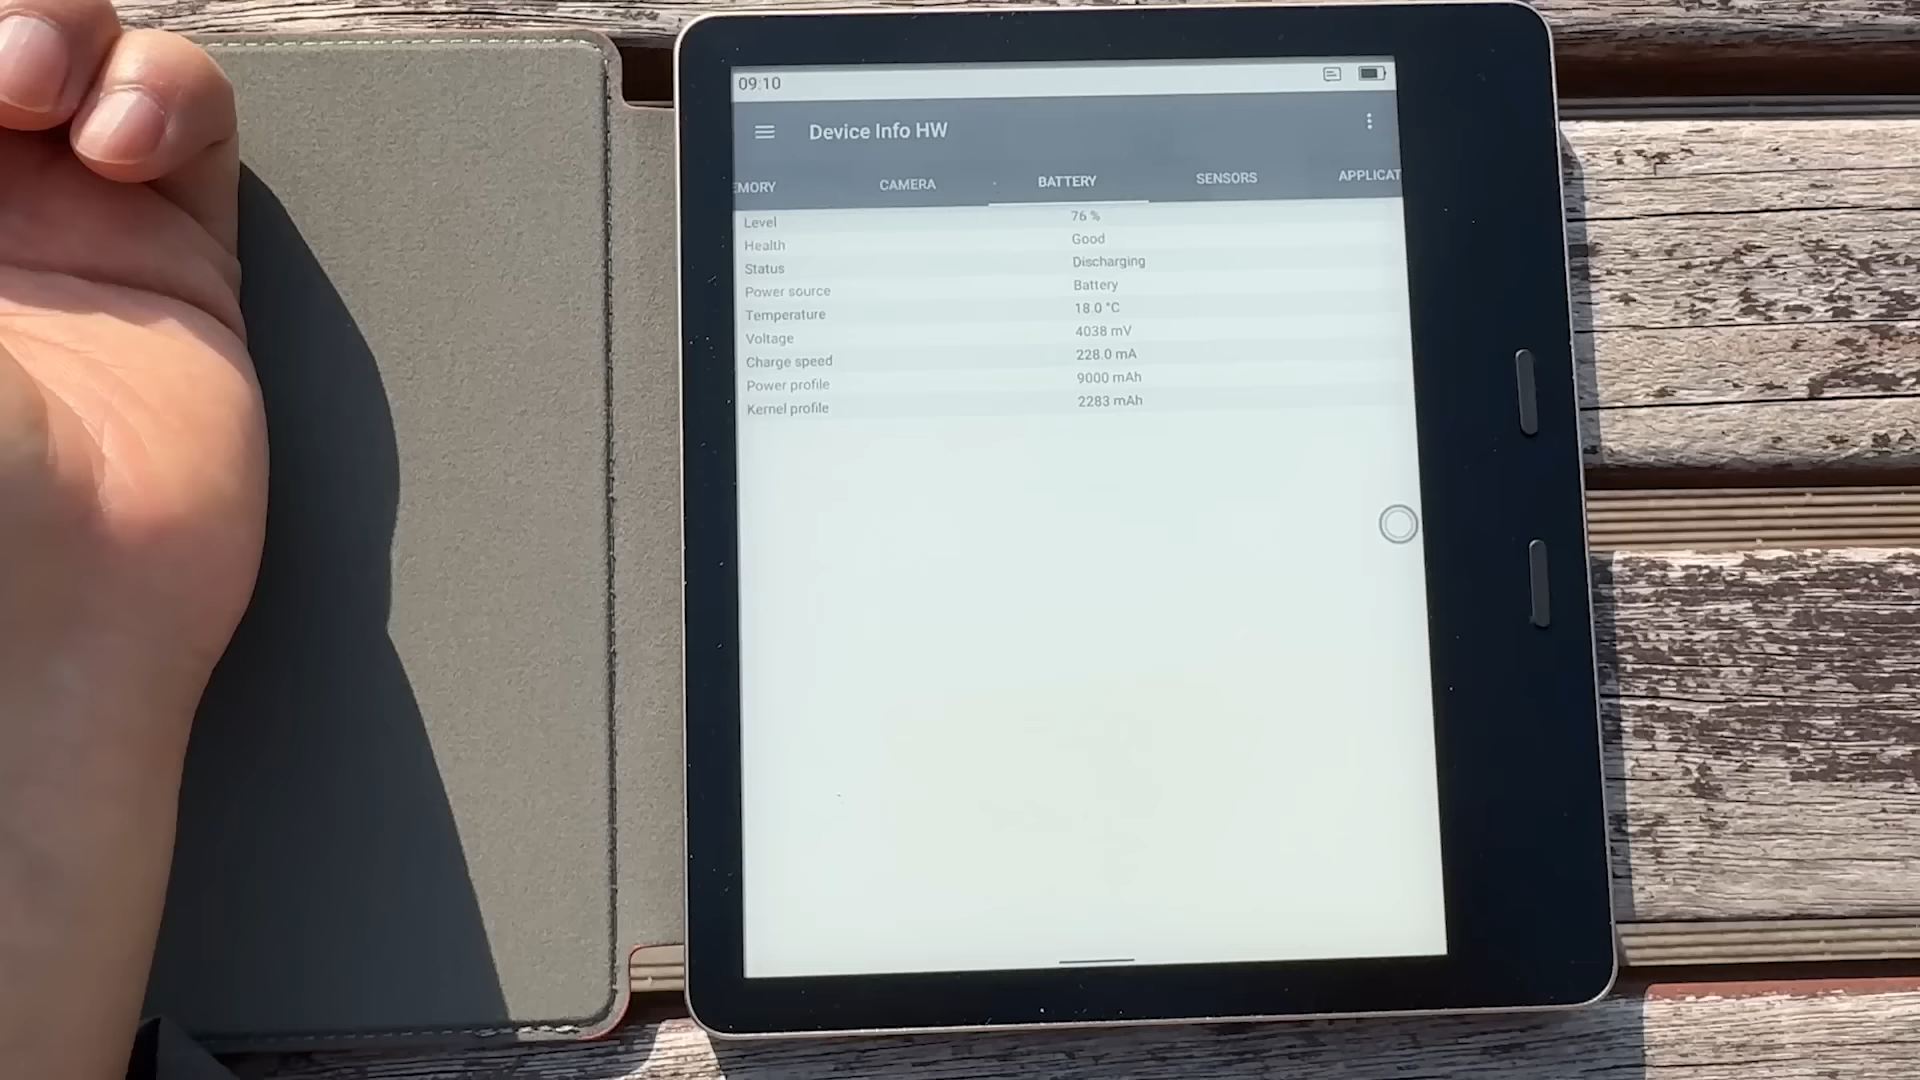 09:10
Device Info HW
EMORY CAMERA BATTERY SENSORS APPLICAT
Level 76 %
Health Good
Status Discharging
Power source Battery
Temperature 18.0 °C
Voltage 4038 mV
Charge speed 228.0 mA
Power profile 9000 mAh
Kernel profile 2283 mAh